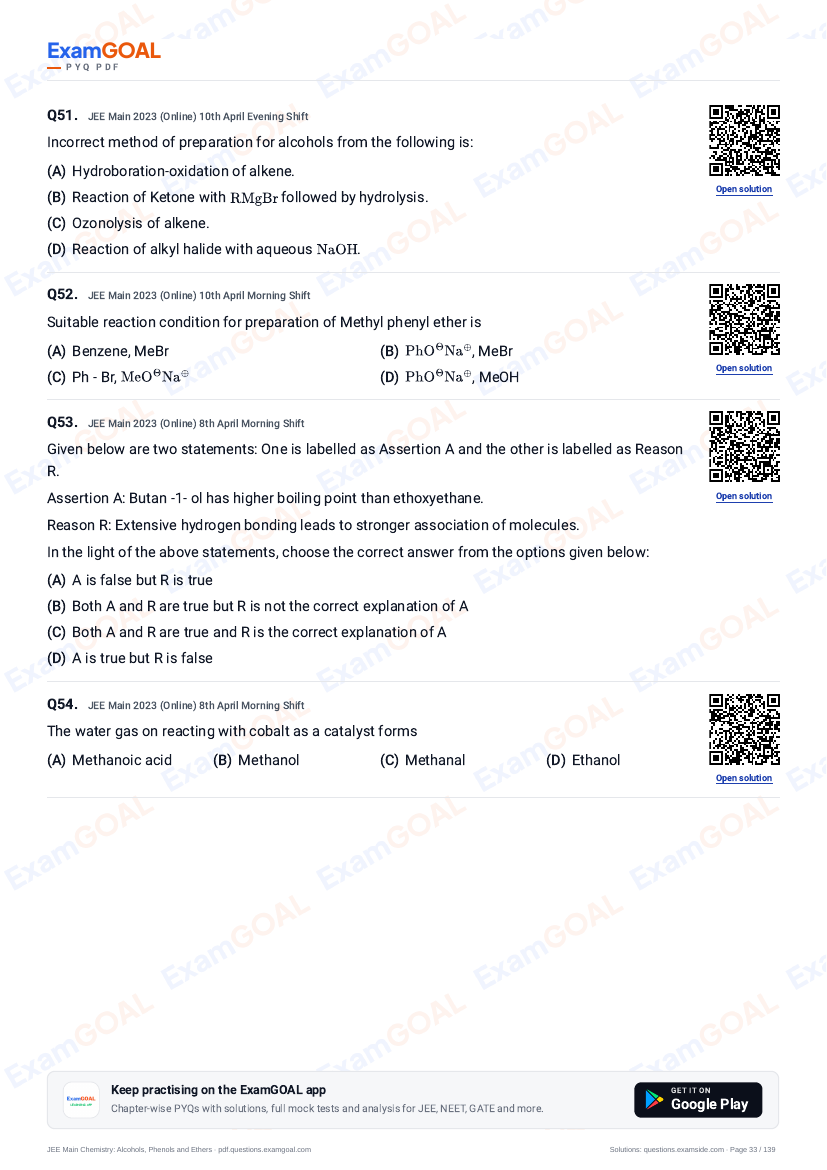 ExamGOAL
PYQ PDF
Q51. JEE Main 2023 (Online) 10th April Evening Shift
Incorrect method of preparation for alcohols from the following is:
(A) Hydroboration-oxidation of alkene.
(B) Reaction of Ketone with RMgBr followed by hydrolysis.
(C) Ozonolysis of alkene.
(D) Reaction of alkyl halide with aqueous NaOH.
Open solution
Q52. JEE Main 2023 (Online) 10th April Morning Shift
Suitable reaction condition for preparation of Methyl phenyl ether is
(A) Benzene, MeBr
(B) PhO^ΘNa^⊕, MeBr
(C) Ph - Br, MeO^ΘNa^⊕
(D) PhO^ΘNa^⊕, MeOH
Open solution
Q53. JEE Main 2023 (Online) 8th April Morning Shift
Given below are two statements: One is labelled as Assertion A and the other is labelled as Reason
R.
Assertion A: Butan -1- ol has higher boiling point than ethoxyethane.
Reason R: Extensive hydrogen bonding leads to stronger association of molecules.
In the light of the above statements, choose the correct answer from the options given below:
(A) A is false but R is true
(B) Both A and R are true but R is not the correct explanation of A
(C) Both A and R are true and R is the correct explanation of A
(D) A is true but R is false
Open solution
Q54. JEE Main 2023 (Online) 8th April Morning Shift
The water gas on reacting with cobalt as a catalyst forms
(A) Methanoic acid (B) Methanol (C) Methanal (D) Ethanol
Open solution
ExamGOAL
Keep practising on the ExamGOAL app
Chapter-wise PYQs with solutions, full mock tests and analysis for JEE, NEET, GATE and more.
GET IT ON
Google Play
JEE Main Chemistry: Alcohols, Phenols and Ethers · pdf.questions.examgoal.com
Solutions: questions.examside.com · Page 33 / 139